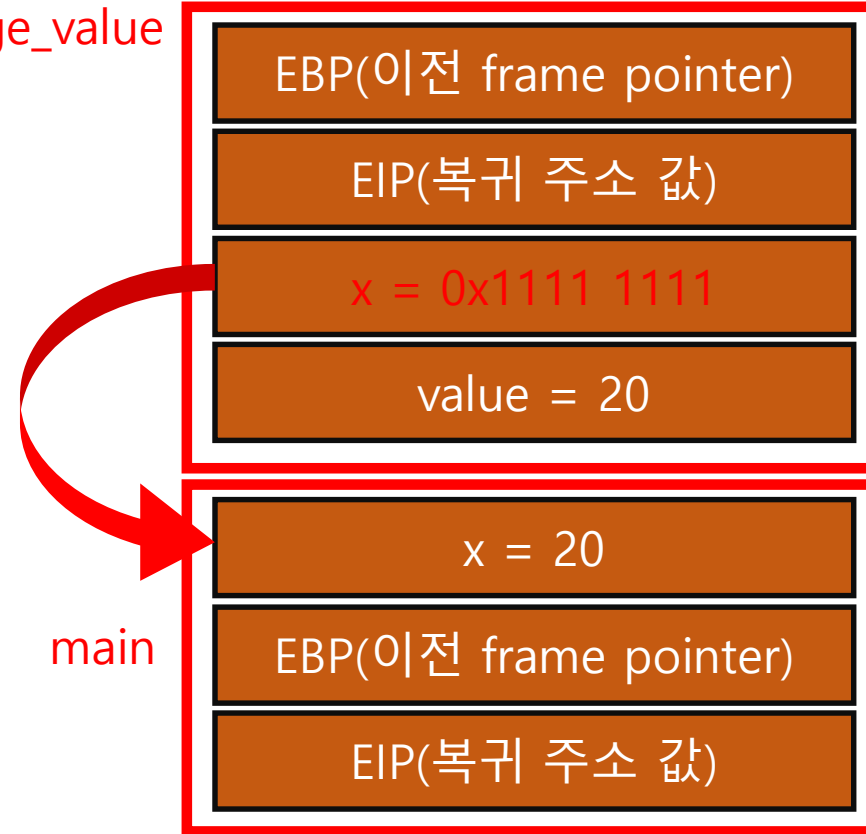 ge_value
EBP(이전 frame pointer)
EIP(복귀 주소 값)
x = 0x1111 1111
value = 20
x = 20
main
EBP(이전 frame pointer)
EIP(복귀 주소 값)